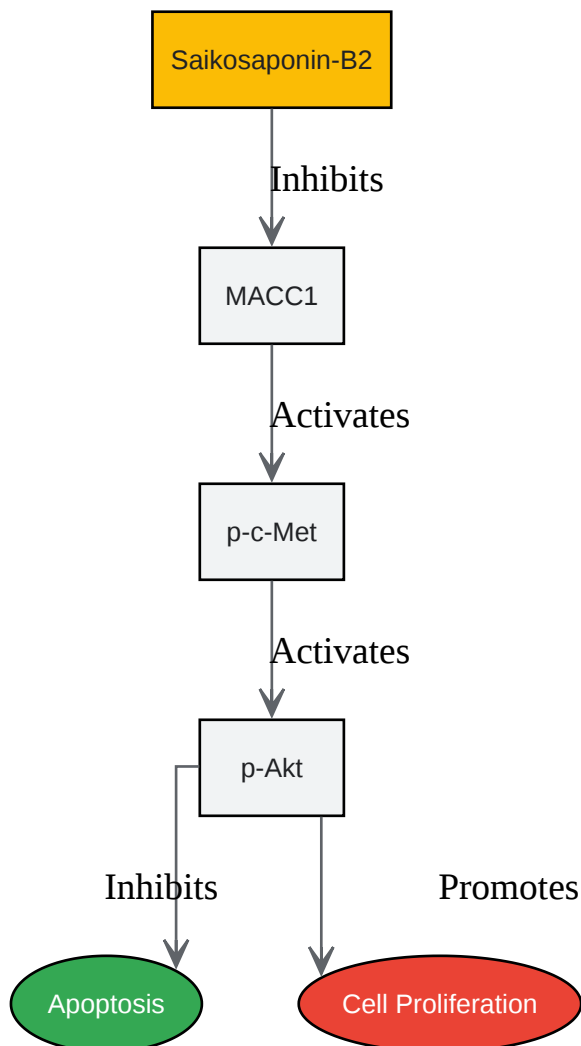 Saikosaponin-B2
Inhibits
MACC1
Activates
p-c-Met
Activates
p-Akt
Inhibits
Promotes
Apoptosis
Cell Proliferation